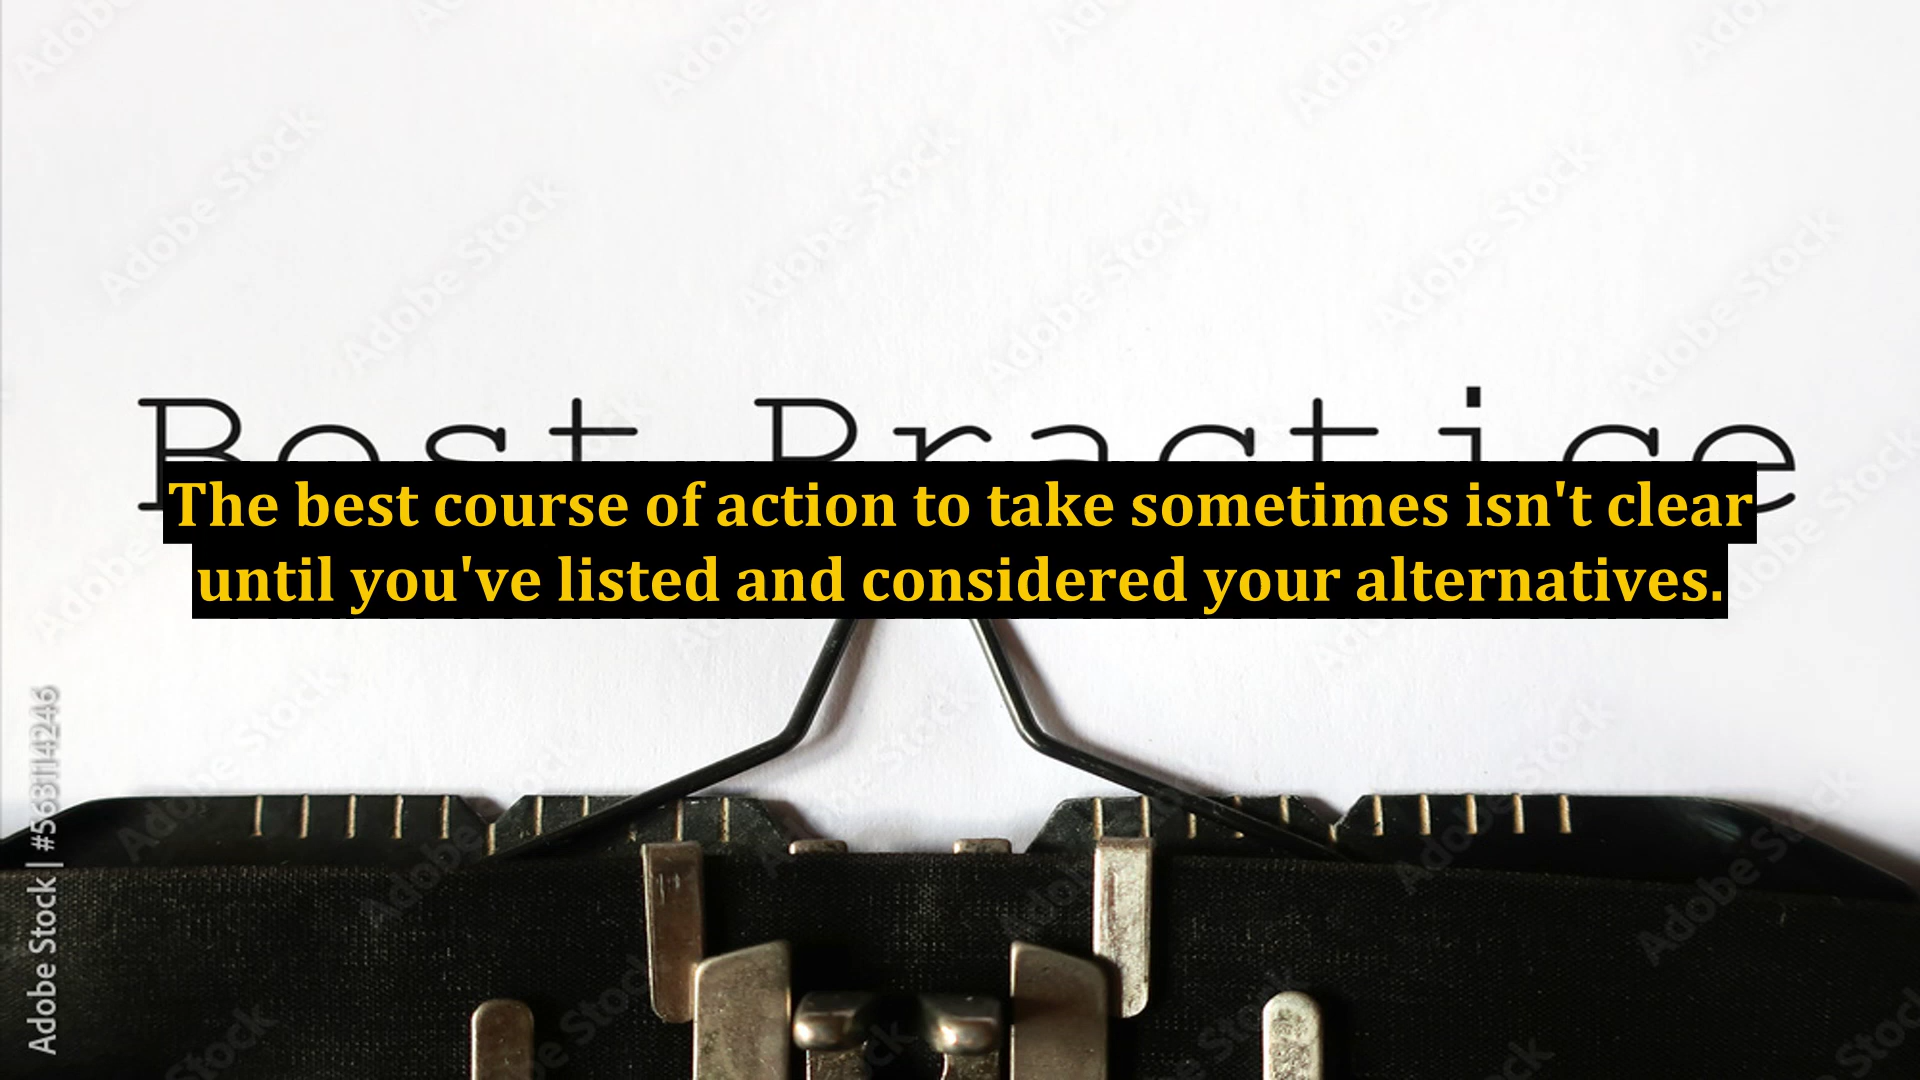 Best Practice
The best course of action to take sometimes isn't clear
until you've listed and considered your alternatives.
Adobe Stock | #563114246